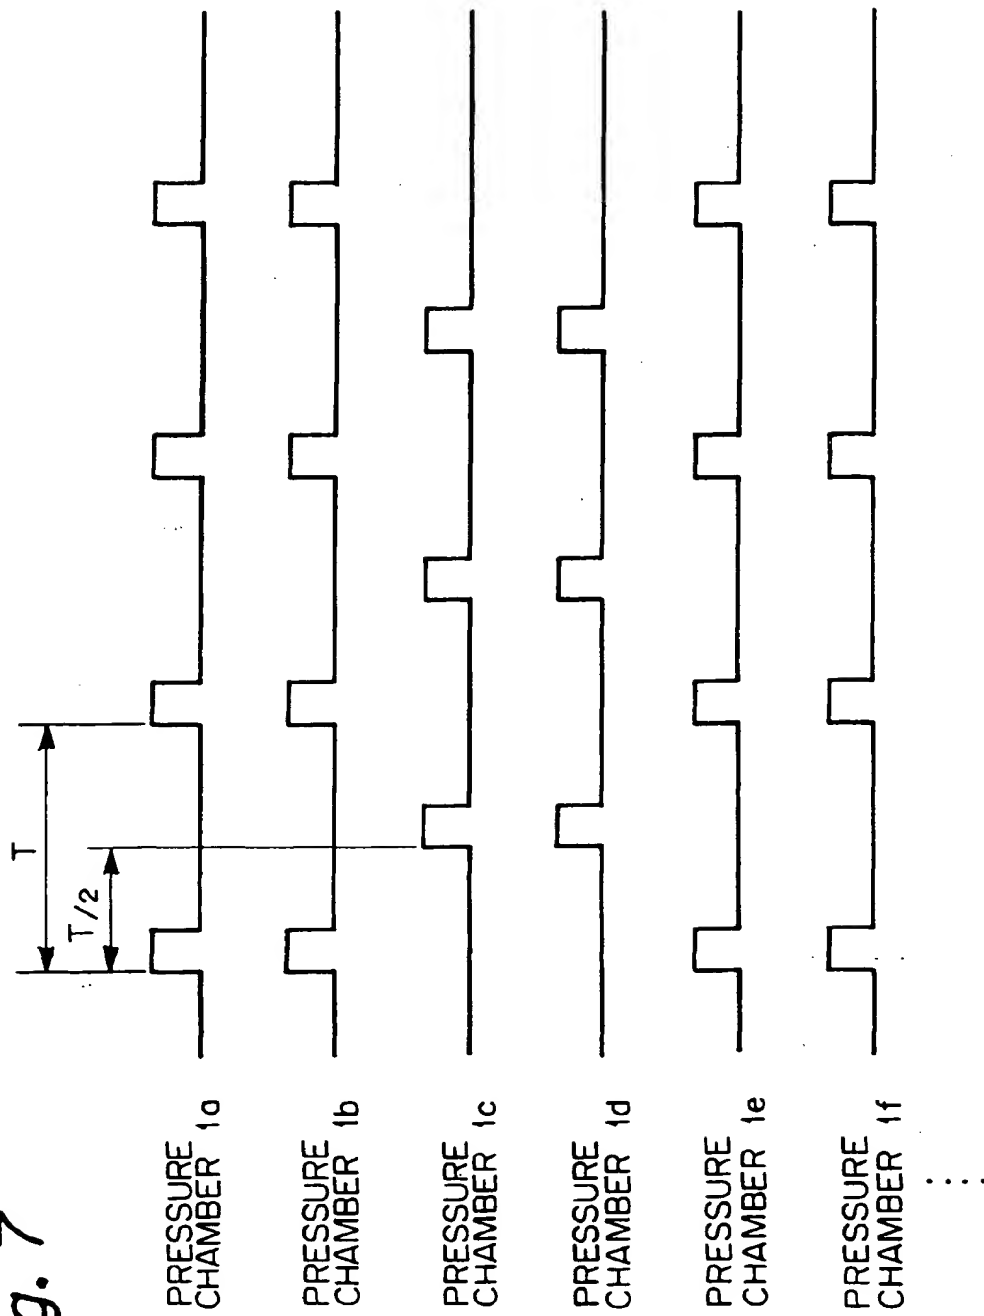 g. 7
T
T/2
PRESSURE
CHAMBER 1a
PRESSURE
CHAMBER 1b
PRESSURE
CHAMBER 1c
PRESSURE
CHAMBER 1d
PRESSURE
CHAMBER 1e
PRESSURE
CHAMBER 1f